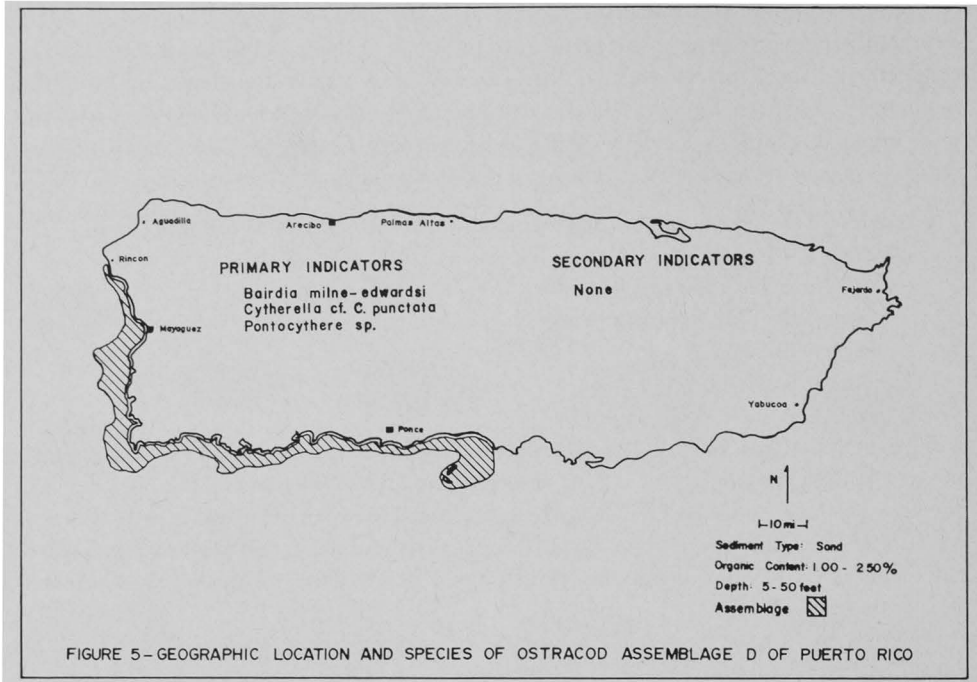 Aguadilla
Arecibo
Palmas Altas
Rincon
PRIMARY INDICATORS
Bairdia milne-edwardsi
Cytherella cf. C. punctata
Pontocythere sp.
SECONDARY INDICATORS
None
Fajardo
Mayaguez
Yabucoa
Ponce
N
10 mi
Sediment Type: Sand
Organic Content: 1.00 - 2.50%
Depth: 5-50 feet
Assemblage
FIGURE 5-GEOGRAPHIC LOCATION AND SPECIES OF OSTRACOD ASSEMBLAGE D OF PUERTO RICO